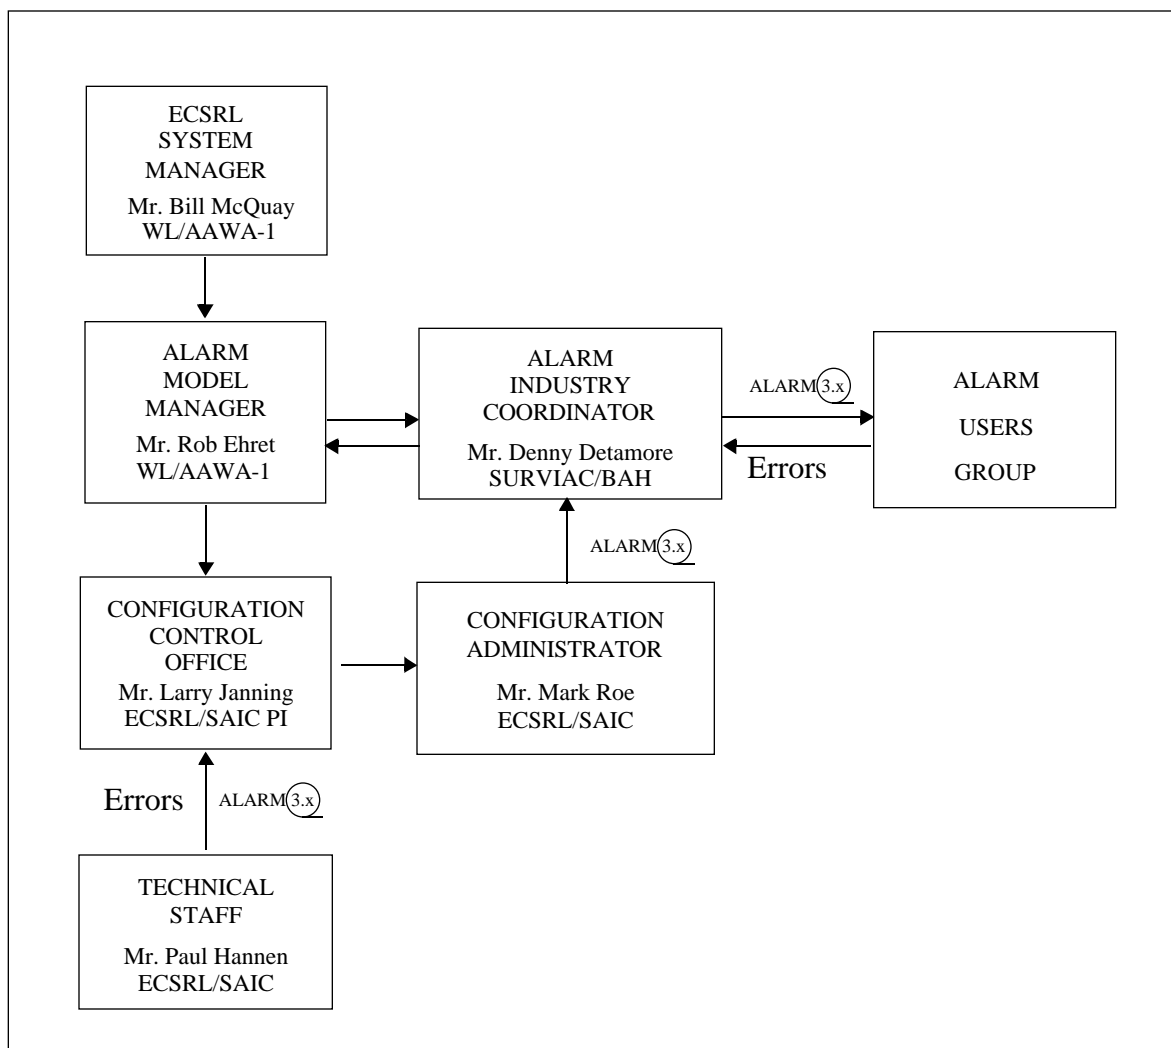 ECSRL
SYSTEM
MANAGER
Mr. Bill McQuay
WL/AAWA-1
ALARM
MODEL
MANAGER
Mr. Rob Ehret
WL/AAWA-1
ALARM
INDUSTRY
COORDINATOR
Mr. Denny Detamore
SURVIAC/BAH
ALARM 3.x
Errors
ALARM
USERS
GROUP
ALARM 3.x
CONFIGURATION
CONTROL
OFFICE
Mr. Larry Janning
ECSRL/SAIC PI
CONFIGURATION
ADMINISTRATOR
Mr. Mark Roe
ECSRL/SAIC
Errors
ALARM 3.x
TECHNICAL
STAFF
Mr. Paul Hannen
ECSRL/SAIC